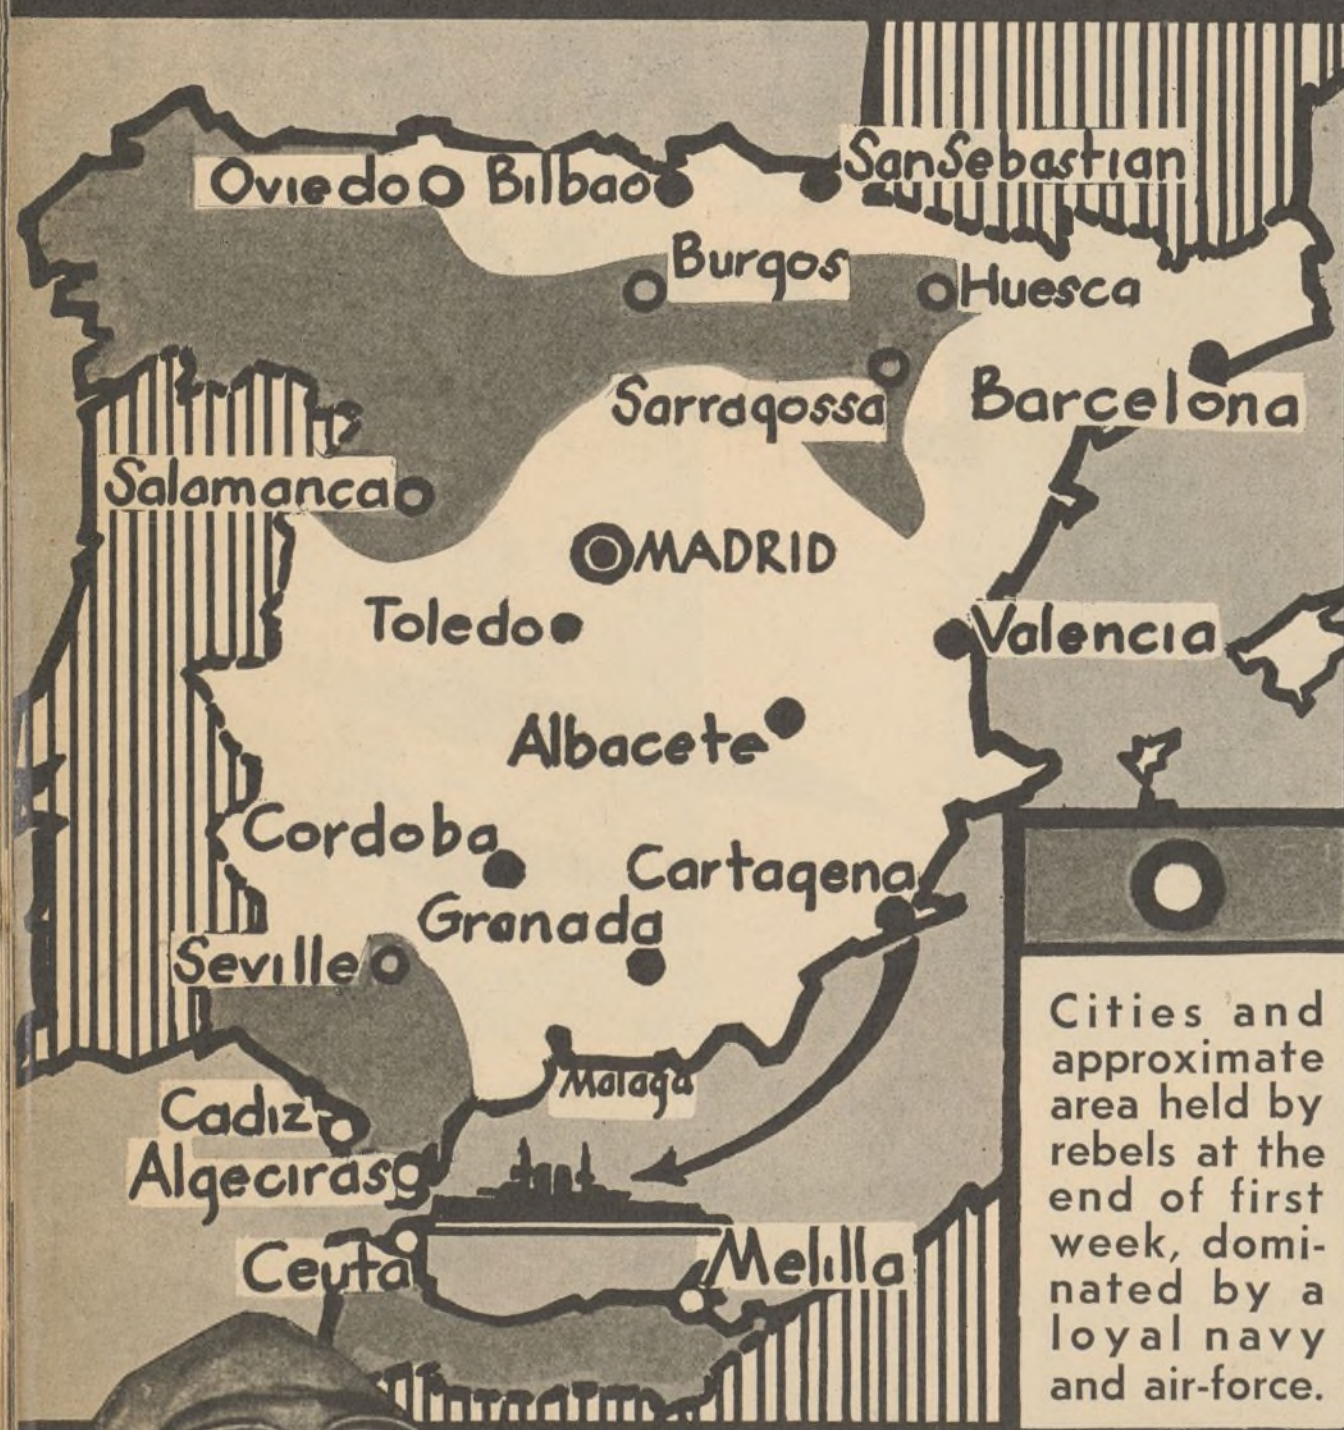 Oviedo
Bilbao
San Sebastian
Burgos
Huesca
Sarragossa
Barcelona
Salamanca
MADRID
Toledo
Valencia
Albacete
Cordoba
Cartagena
Granada
Seville
Malaga
Cadiz
Algeciras
Ceuta
Melilla
Cities and
approximate
area held by
rebels at the
end of first
week, domi-
nated by a
loyal navy
and air-force.